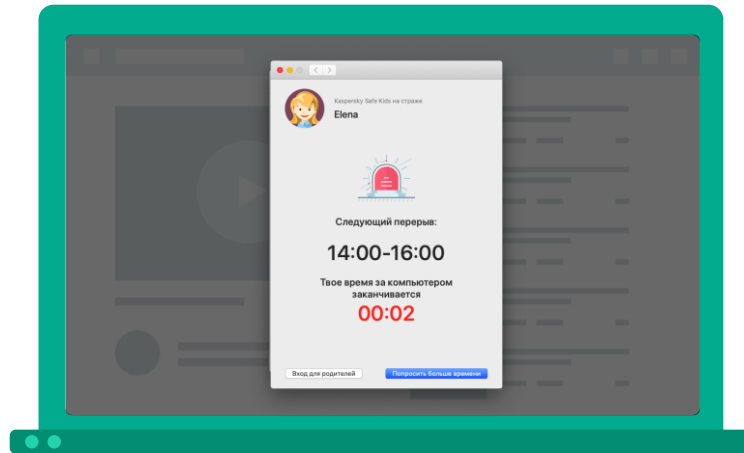 Kaspersky Safe Kids на страже
Elena
Следующий перерыв:
14:00-16:00
Твое время за компьютером
заканчивается
00:02
Вход для родителей
Попросить больше времени